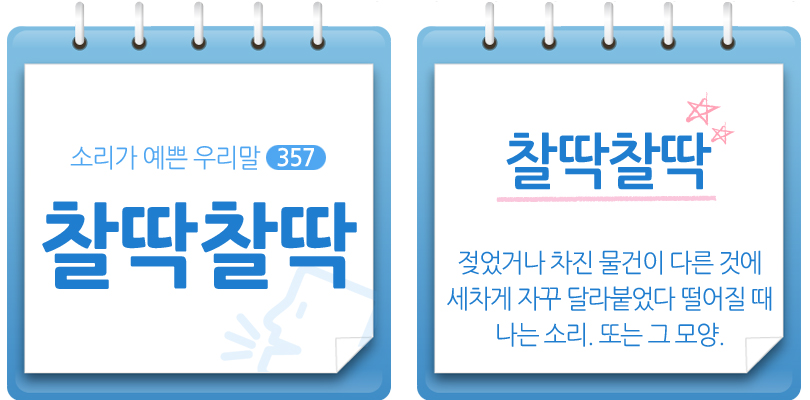 소리가 예쁜 우리말 357
찰딱찰딱
찰딱찰딱
젖었거나 차진 물건이 다른 것에
세차게 자꾸 달라붙었다 떨어질 때
나는 소리. 또는 그 모양.